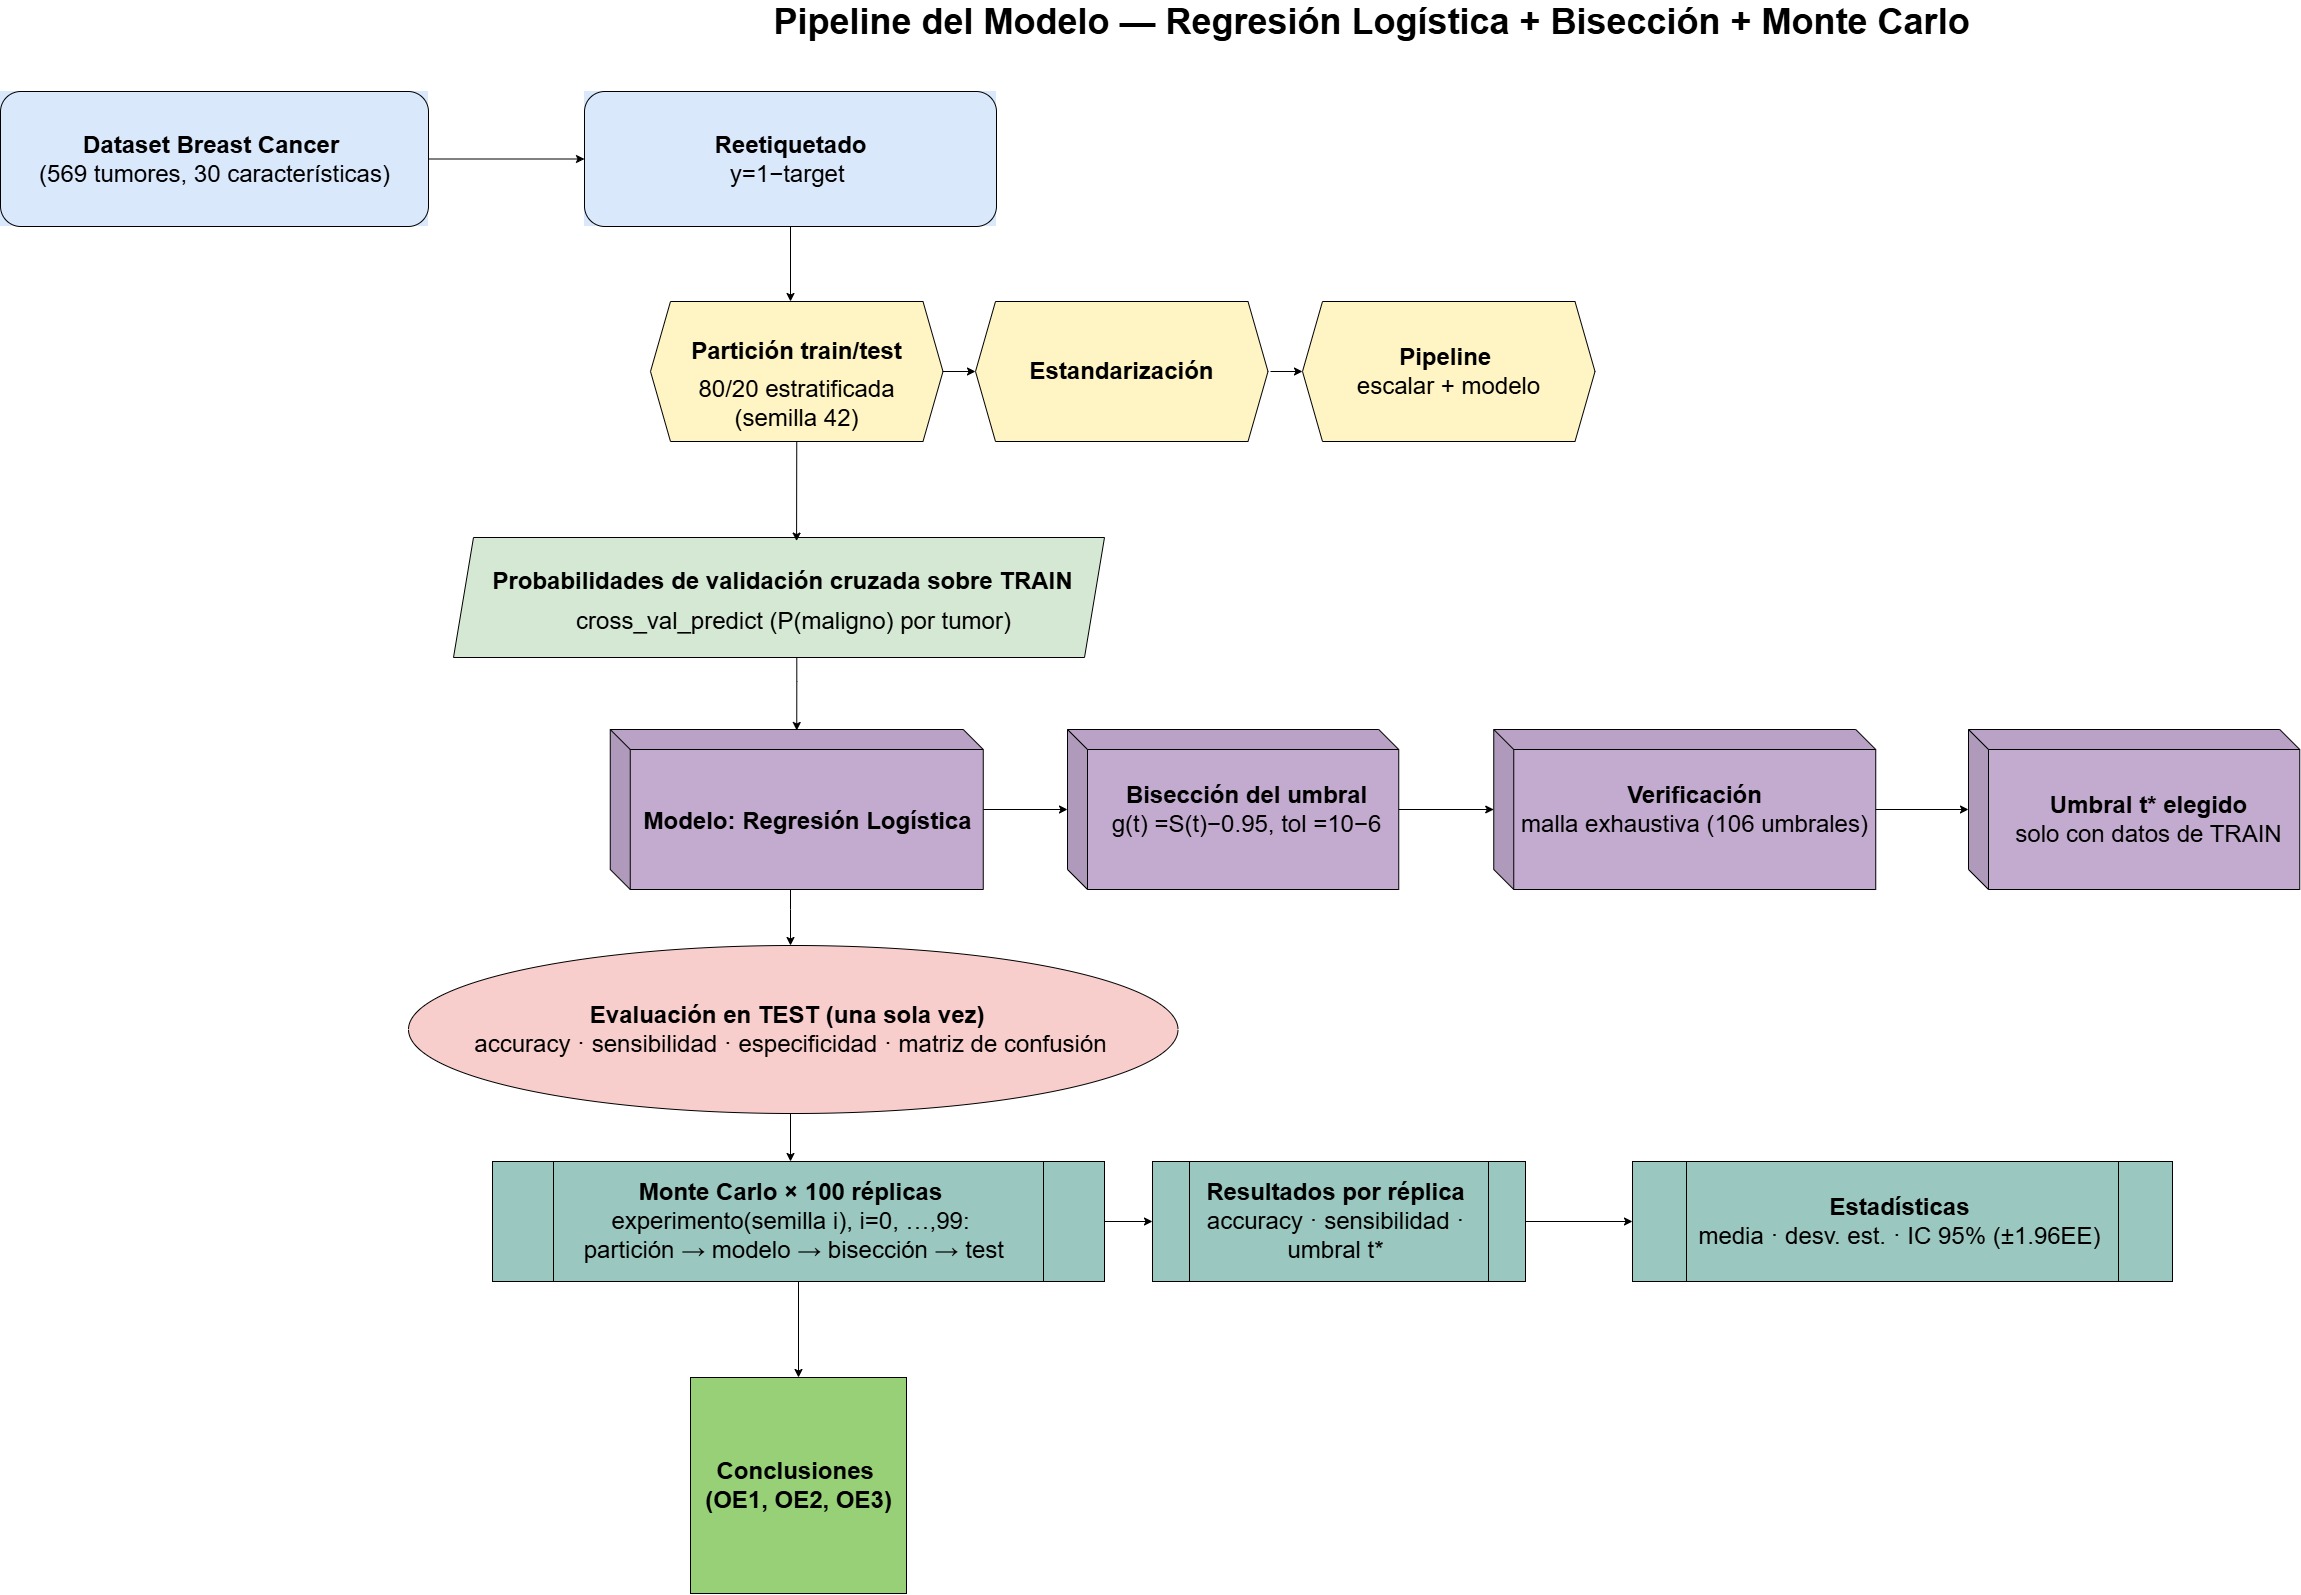 Pipeline del Modelo — Regresión Logística + Bisección + Monte Carlo
Dataset Breast Cancer
(569 tumores, 30 características)
Reetiquetado
y=1−target
Partición train/test
80/20 estratificada
(semilla 42)
Estandarización
Pipeline
escalar + modelo
Probabilidades de validación cruzada sobre TRAIN
cross_val_predict (P(maligno) por tumor)
Modelo: Regresión Logística
Bisección del umbral
g(t) =S(t)−0.95, tol =10−6
Verificación
malla exhaustiva (106 umbrales)
Umbral t* elegido
solo con datos de TRAIN
Evaluación en TEST (una sola vez)
accuracy · sensibilidad · especificidad · matriz de confusión
Monte Carlo × 100 réplicas
experimento(semilla i), i=0, …,99:
partición → modelo → bisección → test
Resultados por réplica
accuracy · sensibilidad ·
umbral t*
Estadísticas
media · desv. est. · IC 95% (±1.96EE)
Conclusiones
(OE1, OE2, OE3)